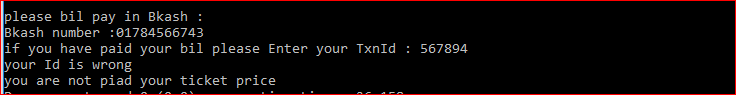 please bil pay in Bkash :
Bkash number :01784566743
if you have paid your bil please Enter your TxnId : 567894
your Id is wrong
you are not piad your ticket price